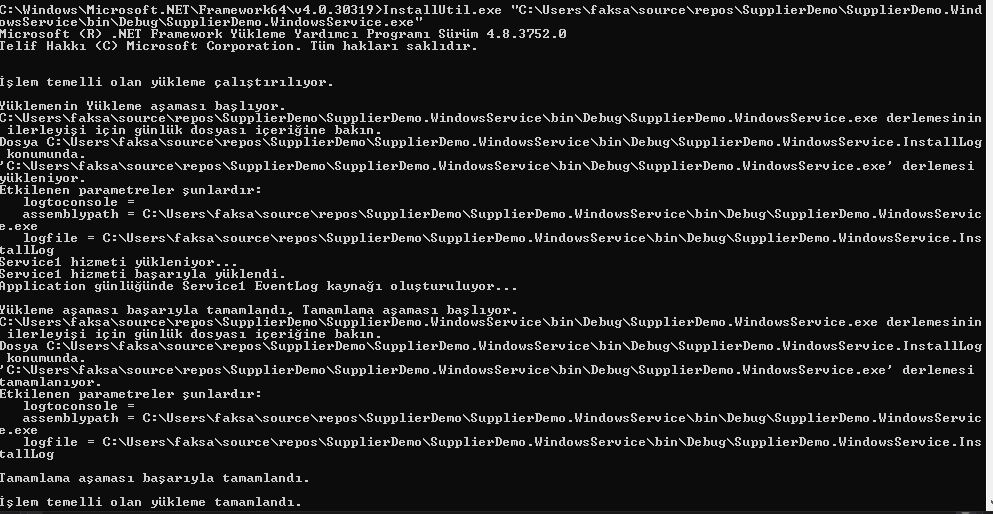 C:\Windows\Microsoft.NET\Framework64\v4.0.30319>InstallUtil.exe "C:\Users\faksa\source\repos\SupplierDemo\SupplierDemo.Wind
owsService\bin\Debug\SupplierDemo.WindowsService.exe"
Microsoft (R) .NET Framework Yükleme Yardımcı Programı Sürüm 4.8.3752.0
Telif Hakkı (C) Microsoft Corporation. Tüm hakları saklıdır.
İşlem temelli olan yükleme çalıştırılıyor.
Yüklemenin Yükleme aşaması başlıyor.
C:\Users\faksa\source\repos\SupplierDemo\SupplierDemo.WindowsService\bin\Debug\SupplierDemo.WindowsService.exe derlemesinin
 ilerleyişi için günlük dosyası içeriğine bakın.
Dosya C:\Users\faksa\source\repos\SupplierDemo\SupplierDemo.WindowsService\bin\Debug\SupplierDemo.WindowsService.InstallLog
 konumunda.
'C:\Users\faksa\source\repos\SupplierDemo\SupplierDemo.WindowsService\bin\Debug\SupplierDemo.WindowsService.exe' derlemesi
yükleniyor.
Etkilenen parametreler şunlardır:
   logtoconsole =
   assemblypath = C:\Users\faksa\source\repos\SupplierDemo\SupplierDemo.WindowsService\bin\Debug\SupplierDemo.WindowsServic
e.exe
   logfile = C:\Users\faksa\source\repos\SupplierDemo\SupplierDemo.WindowsService\bin\Debug\SupplierDemo.WindowsService.Ins
tallLog
Service1 hizmeti yükleniyor...
Service1 hizmeti başarıyla yüklendi.
Application günlüğünde Service1 EventLog kaynağı oluşturuluyor...
Yükleme aşaması başarıyla tamamlandı, Tamamlama aşaması başlıyor.
C:\Users\faksa\source\repos\SupplierDemo\SupplierDemo.WindowsService\bin\Debug\SupplierDemo.WindowsService.exe derlemesinin
 ilerleyişi için günlük dosyası içeriğine bakın.
Dosya C:\Users\faksa\source\repos\SupplierDemo\SupplierDemo.WindowsService\bin\Debug\SupplierDemo.WindowsService.InstallLog
 konumunda.
'C:\Users\faksa\source\repos\SupplierDemo\SupplierDemo.WindowsService\bin\Debug\SupplierDemo.WindowsService.exe' derlemesi
tamamlanıyor.
Etkilenen parametreler şunlardır:
   logtoconsole =
   assemblypath = C:\Users\faksa\source\repos\SupplierDemo\SupplierDemo.WindowsService\bin\Debug\SupplierDemo.WindowsServic
e.exe
   logfile = C:\Users\faksa\source\repos\SupplierDemo\SupplierDemo.WindowsService\bin\Debug\SupplierDemo.WindowsService.Ins
tallLog
Tamamlama aşaması başarıyla tamamlandı.
İşlem temelli olan yükleme tamamlandı.